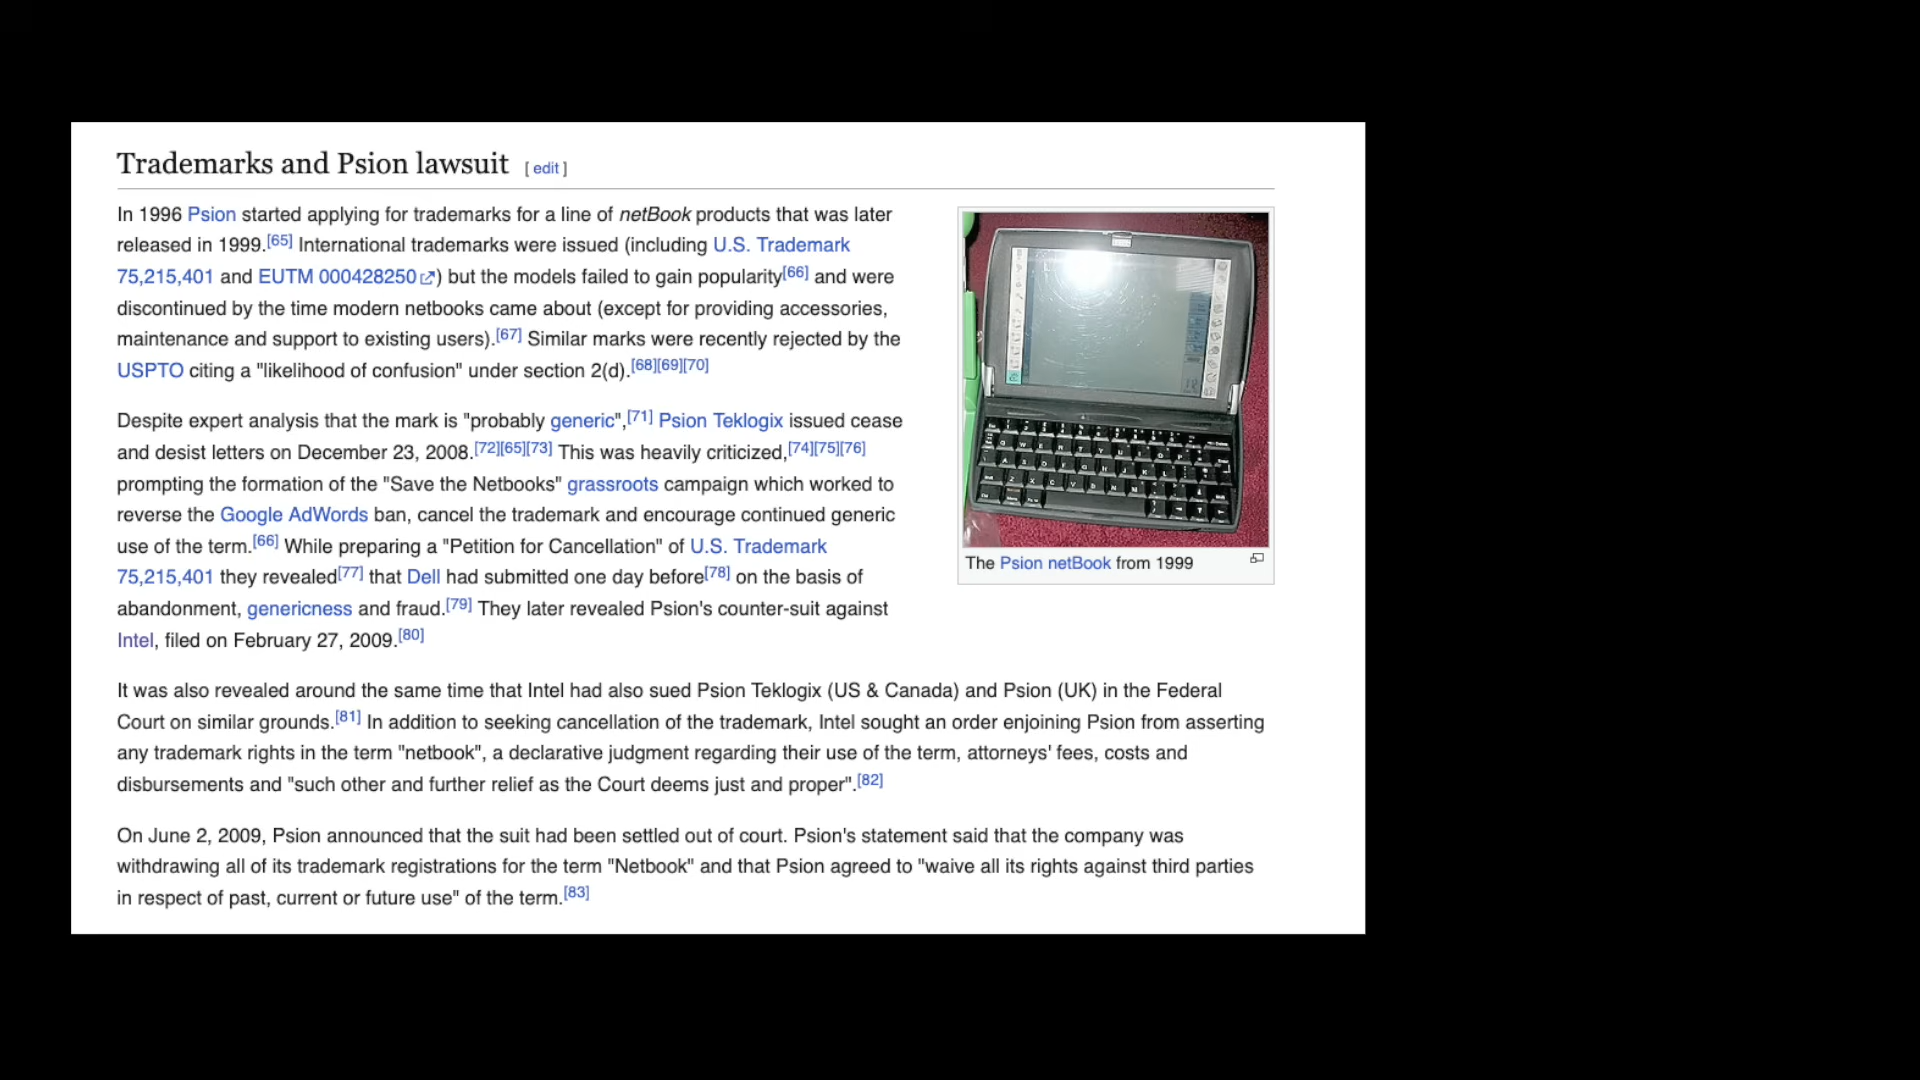 Trademarks and Psion lawsuit [ edit ]
In 1996 Psion started applying for trademarks for a line of netBook products that was later
released in 1999.[65] International trademarks were issued (including U.S. Trademark
75,215,401 and EUTM 000428250) but the models failed to gain popularity[66] and were
discontinued by the time modern netbooks came about (except for providing accessories,
maintenance and support to existing users).[67] Similar marks were recently rejected by the
USPTO citing a "likelihood of confusion" under section 2(d).[68][69][70]
Despite expert analysis that the mark is "probably generic",[71] Psion Teklogix issued cease
and desist letters on December 23, 2008.[72][65][73] This was heavily criticized,[74][75][76]
prompting the formation of the "Save the Netbooks" grassroots campaign which worked to
reverse the Google AdWords ban, cancel the trademark and encourage continued generic
use of the term.[66] While preparing a "Petition for Cancellation" of U.S. Trademark
75,215,401 they revealed[77] that Dell had submitted one day before[78] on the basis of
abandonment, genericness and fraud.[79] They later revealed Psion's counter-suit against
Intel, filed on February 27, 2009.[80]
The Psion netBook from 1999
It was also revealed around the same time that Intel had also sued Psion Teklogix (US & Canada) and Psion (UK) in the Federal
Court on similar grounds.[81] In addition to seeking cancellation of the trademark, Intel sought an order enjoining Psion from asserting
any trademark rights in the term "netbook", a declarative judgment regarding their use of the term, attorneys' fees, costs and
disbursements and "such other and further relief as the Court deems just and proper".[82]
On June 2, 2009, Psion announced that the suit had been settled out of court. Psion's statement said that the company was
withdrawing all of its trademark registrations for the term "Netbook" and that Psion agreed to "waive all its rights against third parties
in respect of past, current or future use" of the term.[83]